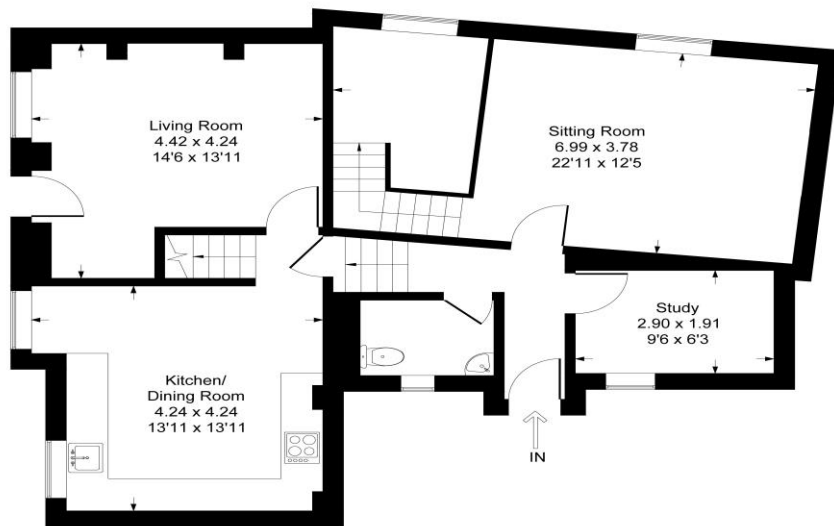 Living Room
4.42 x 4.24
14'6 x 13'11
Sitting Room
6.99 x 3.78
22'11 x 12'5
Study
2.90 x 1.91
9'6 x 6'3
Kitchen/
Dining Room
4.24 x 4.24
13'11 x 13'11
IN